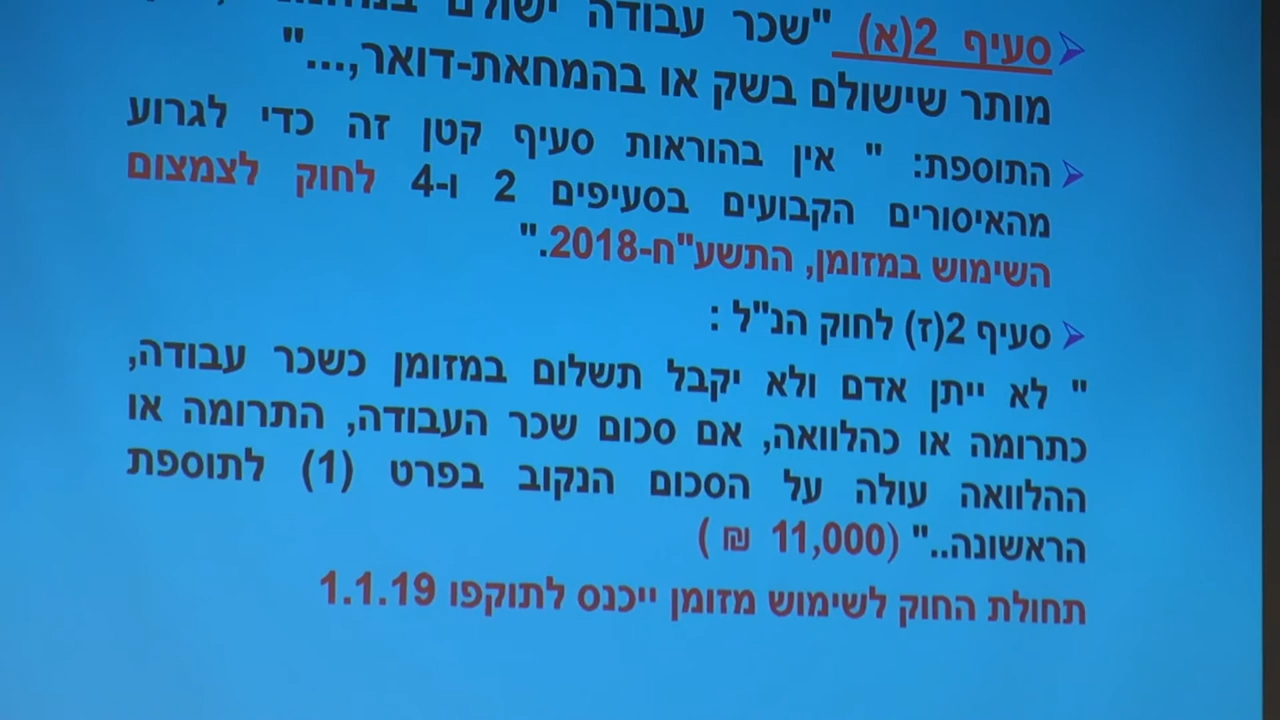 סעיף 2(א) "שכר עבודה ישולם
מותר שישולם בשק או בהמחאת-דואר,..."
התוספת: " אין בהוראות סעיף קטן זה כדי לגרוע
מהאיסורים הקבועים בסעיפים 2 ו-4 לחוק לצמצום
השימוש במזומן, התשע"ח-2018."
סעיף 2(ז) לחוק הנ"ל :
" לא ייתן אדם ולא יקבל תשלום במזומן כשכר עבודה,
כתרומה או כהלוואה, אם סכום שכר העבודה, התרומה או
ההלוואה עולה על הסכום הנקוב בפרט (1) לתוספת
הראשונה.." (11,000 ₪ )
תחולת החוק לשימוש מזומן ייכנס לתוקפו 1.1.19